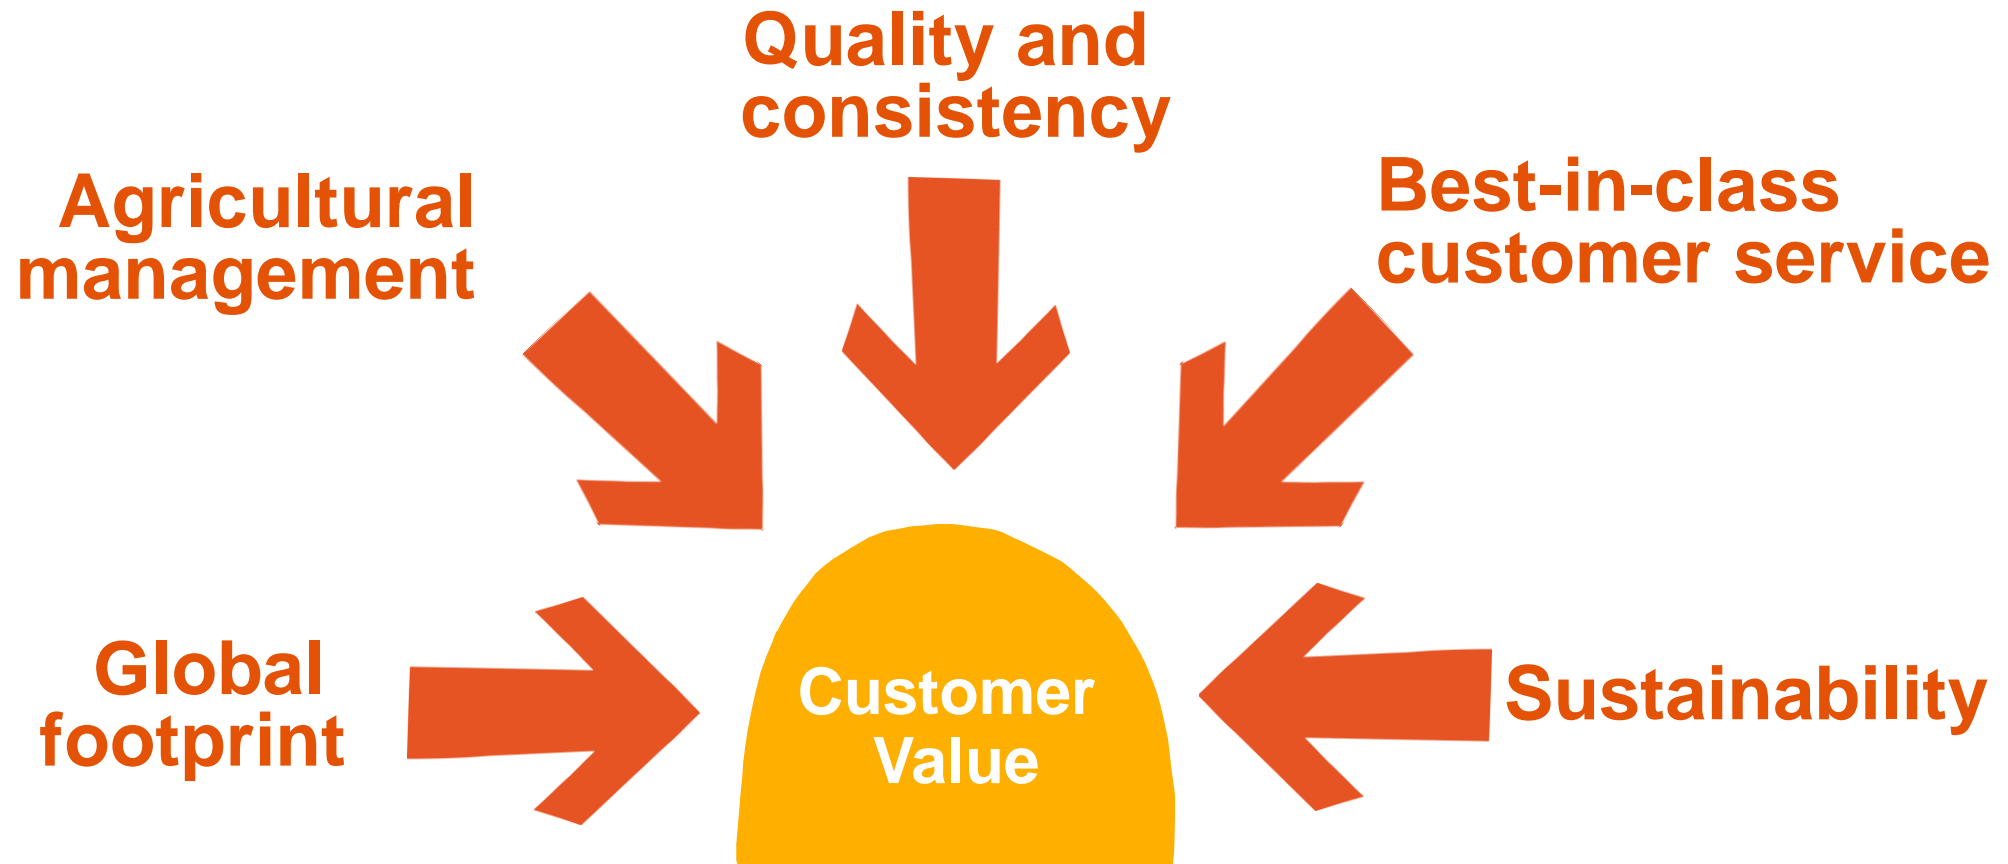 Quality and
consistency
Agricultural
management
Best-in-class
customer service
Global
footprint
Customer
Value
Sustainability